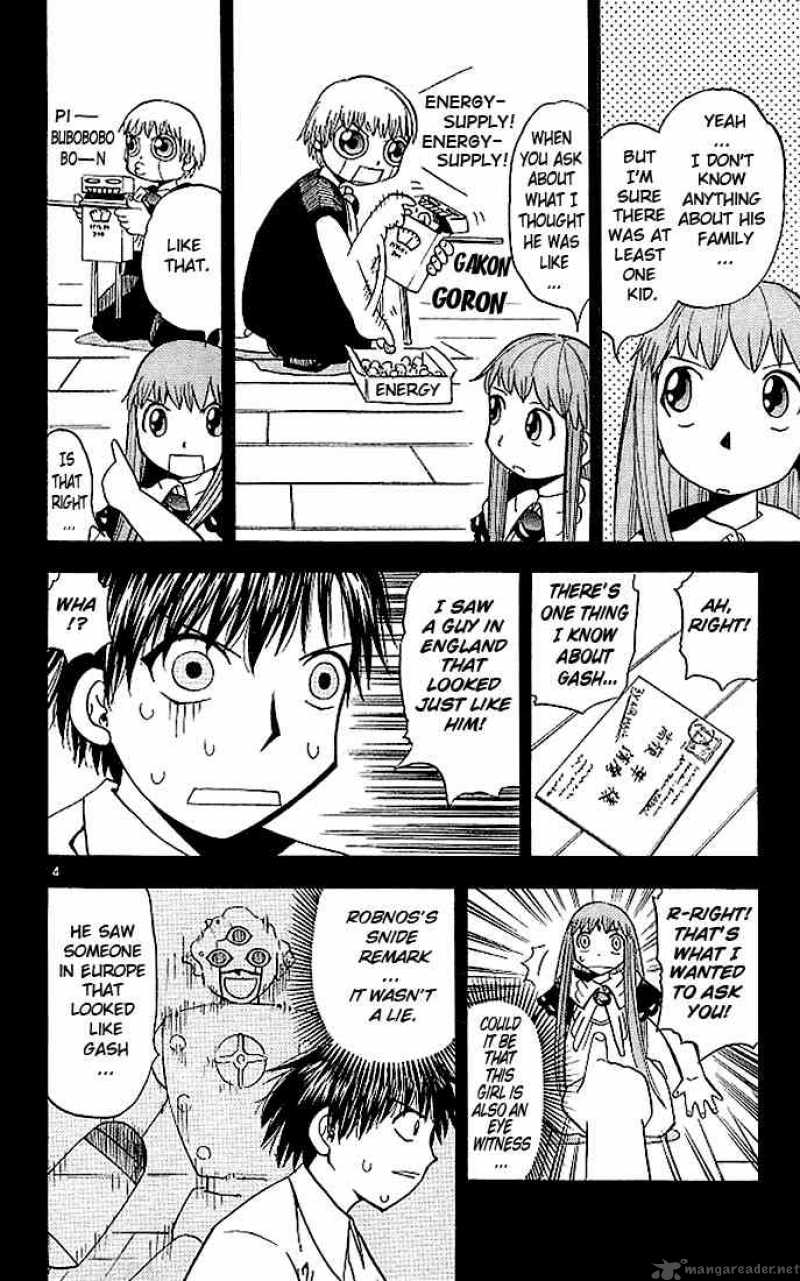 YEAH
...
I DON'T
KNOW
ANYTHING
ABOUT HIS
FAMILY
...
BUT
I'M
SURE
THERE
WAS AT
LEAST
ONE
KID.
WHEN
YOU ASK
ABOUT
WHAT I
THOUGHT
HE WAS
LIKE
...
ENERGY-
SUPPLY!
ENERGY-
SUPPLY!
GAKON
GORON
ENERGY
PI—
BUBOBOBO
BO—N
LIKE
THAT.
IS
THAT
RIGHT
...
AH,
RIGHT!
THERE'S
ONE THING
I KNOW
ABOUT
GASH...
I SAW
A GUY IN
ENGLAND
THAT
LOOKED
JUST LIKE
HIM!
WHA
!?
4
R-RIGHT!
THAT'S
WHAT I
WANTED
TO ASK
YOU!
COULD
IT BE
THAT THIS
GIRL IS
ALSO AN
EYE
WITNESS
...
ROBNOS'S
SNIDE
REMARK
...
IT WASN'T
A LIE.
HE SAW
SOMEONE
IN EUROPE
THAT
LOOKED
LIKE
GASH
...
mangareader.net